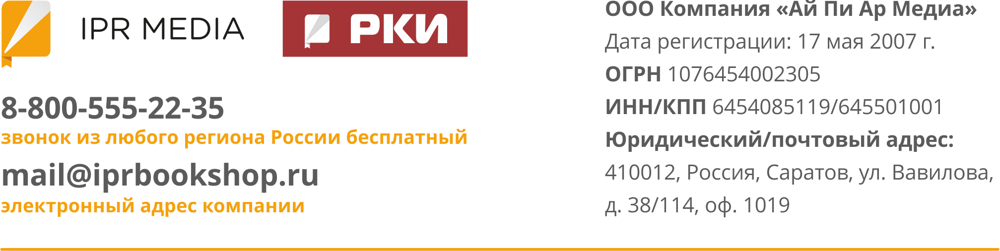 IPR MEDIA
РКИ
8-800-555-22-35
звонок из любого региона России бесплатный
mail@iprbookshop.ru
электронный адрес компании
ООО Компания «Ай Пи Ар Медиа»
Дата регистрации: 17 мая 2007 г.
ОГРН 1076454002305
ИНН/КПП 6454085119/645501001
Юридический/почтовый адрес:
410012, Россия, Саратов, ул. Вавилова,
д. 38/114, оф. 1019